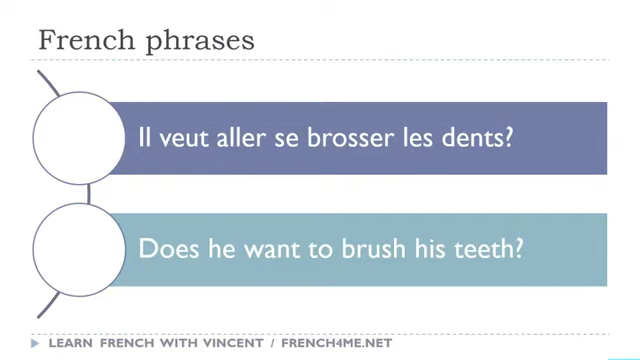 French phrases
Il veut aller se brosser les dents?
Does he want to brush his teeth?
LEARN FRENCH WITH VINCENT / FRENCH4ME.NET